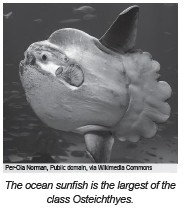 Per-Ola Norman, Public domain, via Wikimedia Commons
The ocean sunfish is the largest of the
class Osteichthyes.